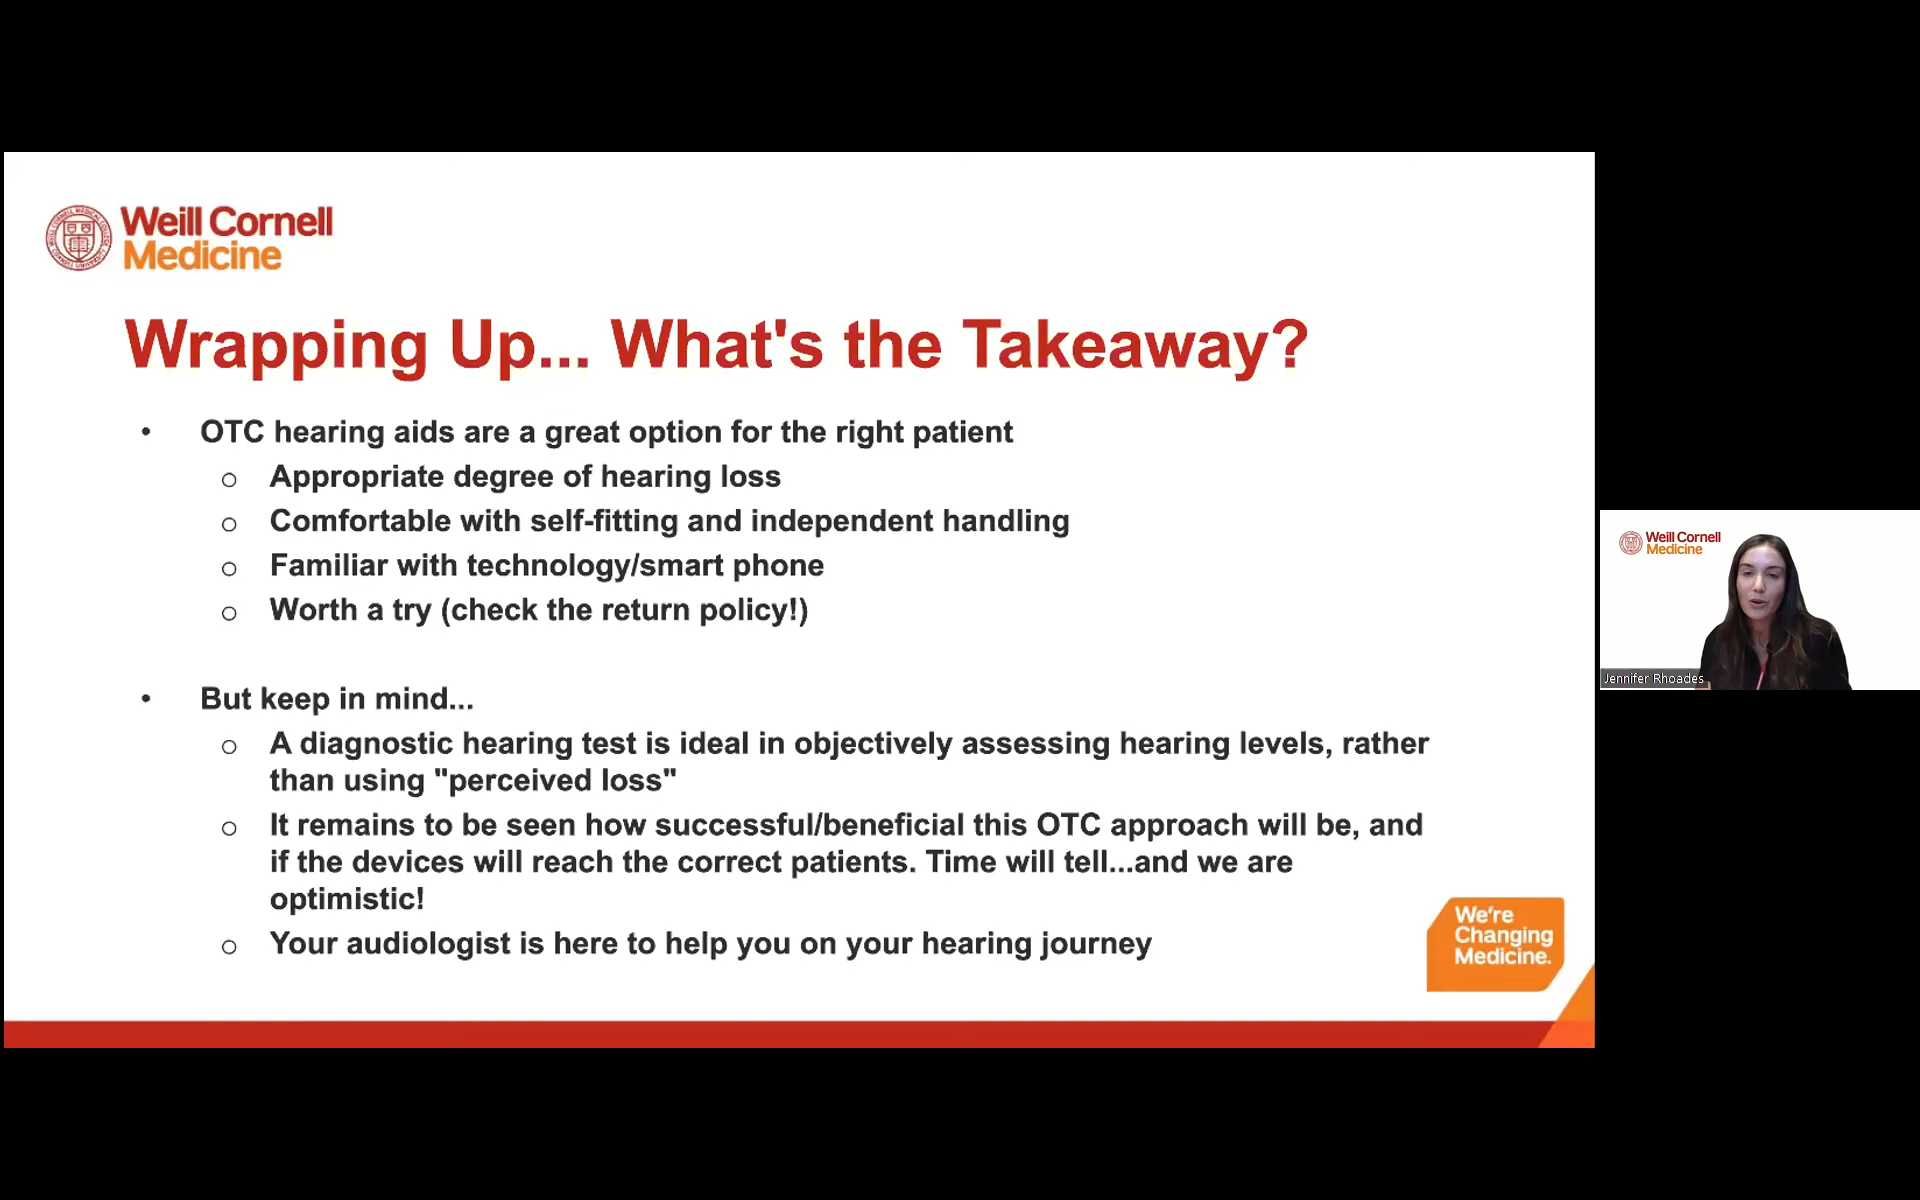 Weill Cornell
Medicine
Wrapping Up... What's the Takeaway?
• OTC hearing aids are a great option for the right patient
o Appropriate degree of hearing loss
o Comfortable with self-fitting and independent handling
o Familiar with technology/smart phone
o Worth a try (check the return policy!)
• But keep in mind...
o A diagnostic hearing test is ideal in objectively assessing hearing levels, rather
than using "perceived loss"
o It remains to be seen how successful/beneficial this OTC approach will be, and
if the devices will reach the correct patients. Time will tell...and we are
optimistic!
o Your audiologist is here to help you on your hearing journey
We're
Changing
Medicine.
Weill Cornell
Medicine
Jennifer Rhoades